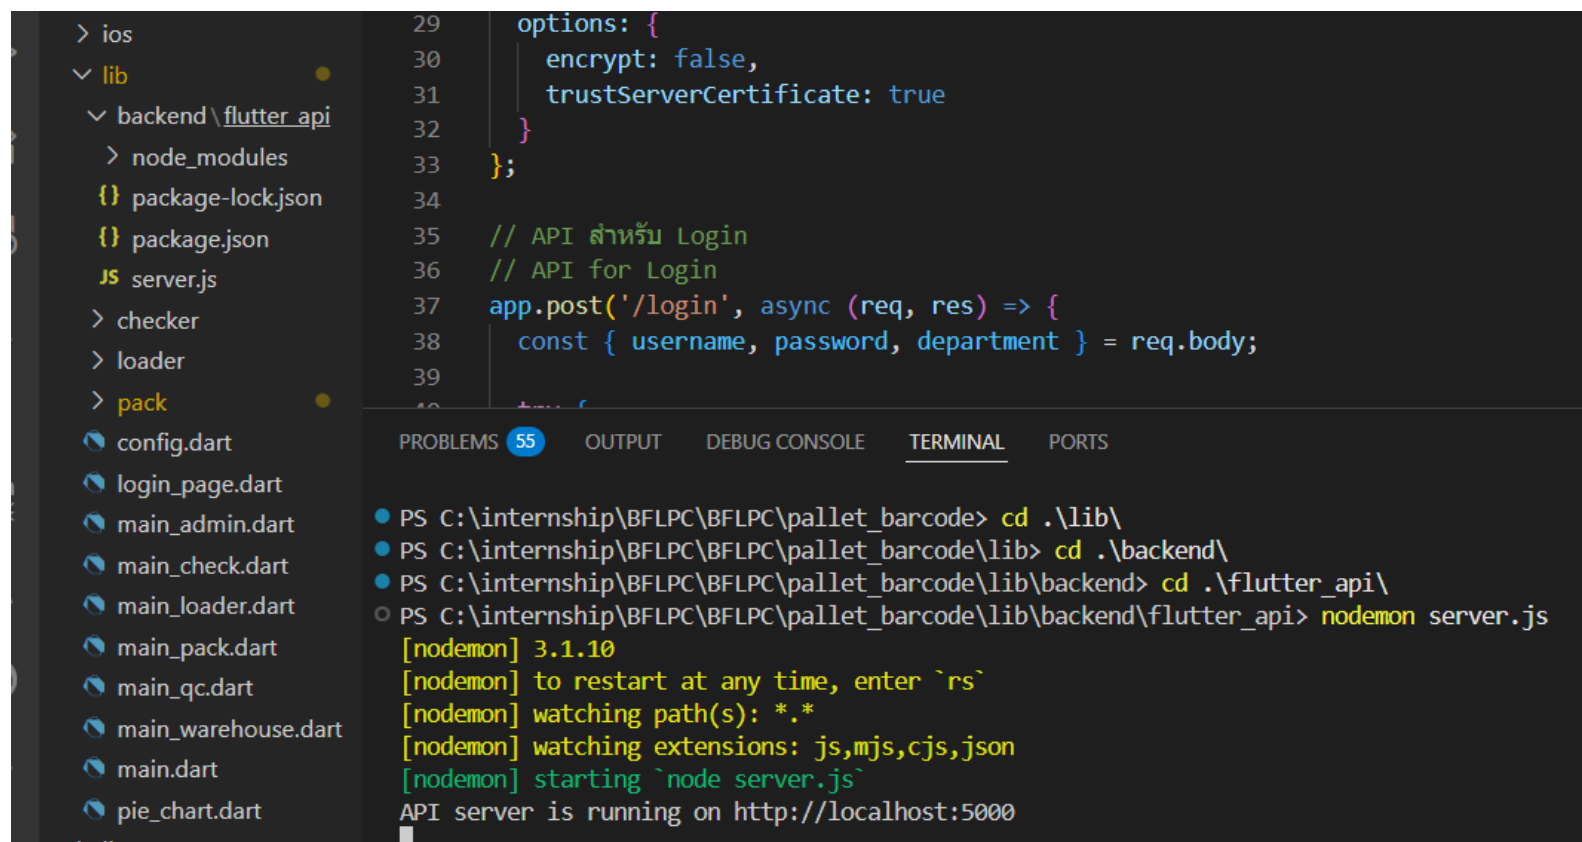 ios
lib
backend\flutter_api
node_modules
{} package-lock.json
{} package.json
JS server.js
checker
loader
pack
config.dart
login_page.dart
main_admin.dart
main_check.dart
main_loader.dart
main_pack.dart
main_qc.dart
main_warehouse.dart
main.dart
pie_chart.dart
29 options: {
30 encrypt: false,
31 trustServerCertificate: true
32 }
33 };
34
35 // API สำหรับ Login
36 // API for Login
37 app.post('/login', async (req, res) => {
38 const { username, password, department } = req.body;
39
40 try {
PROBLEMS 55 OUTPUT DEBUG CONSOLE TERMINAL PORTS
PS C:\internship\BFLPC\BFLPC\pallet_barcode> cd .\lib\
PS C:\internship\BFLPC\BFLPC\pallet_barcode\lib> cd .\backend\
PS C:\internship\BFLPC\BFLPC\pallet_barcode\lib\backend> cd .\flutter_api\
PS C:\internship\BFLPC\BFLPC\pallet_barcode\lib\backend\flutter_api> nodemon server.js
[nodemon] 3.1.10
[nodemon] to restart at any time, enter `rs`
[nodemon] watching path(s): *.*
[nodemon] watching extensions: js,mjs,cjs,json
[nodemon] starting `node server.js`
API server is running on http://localhost:5000